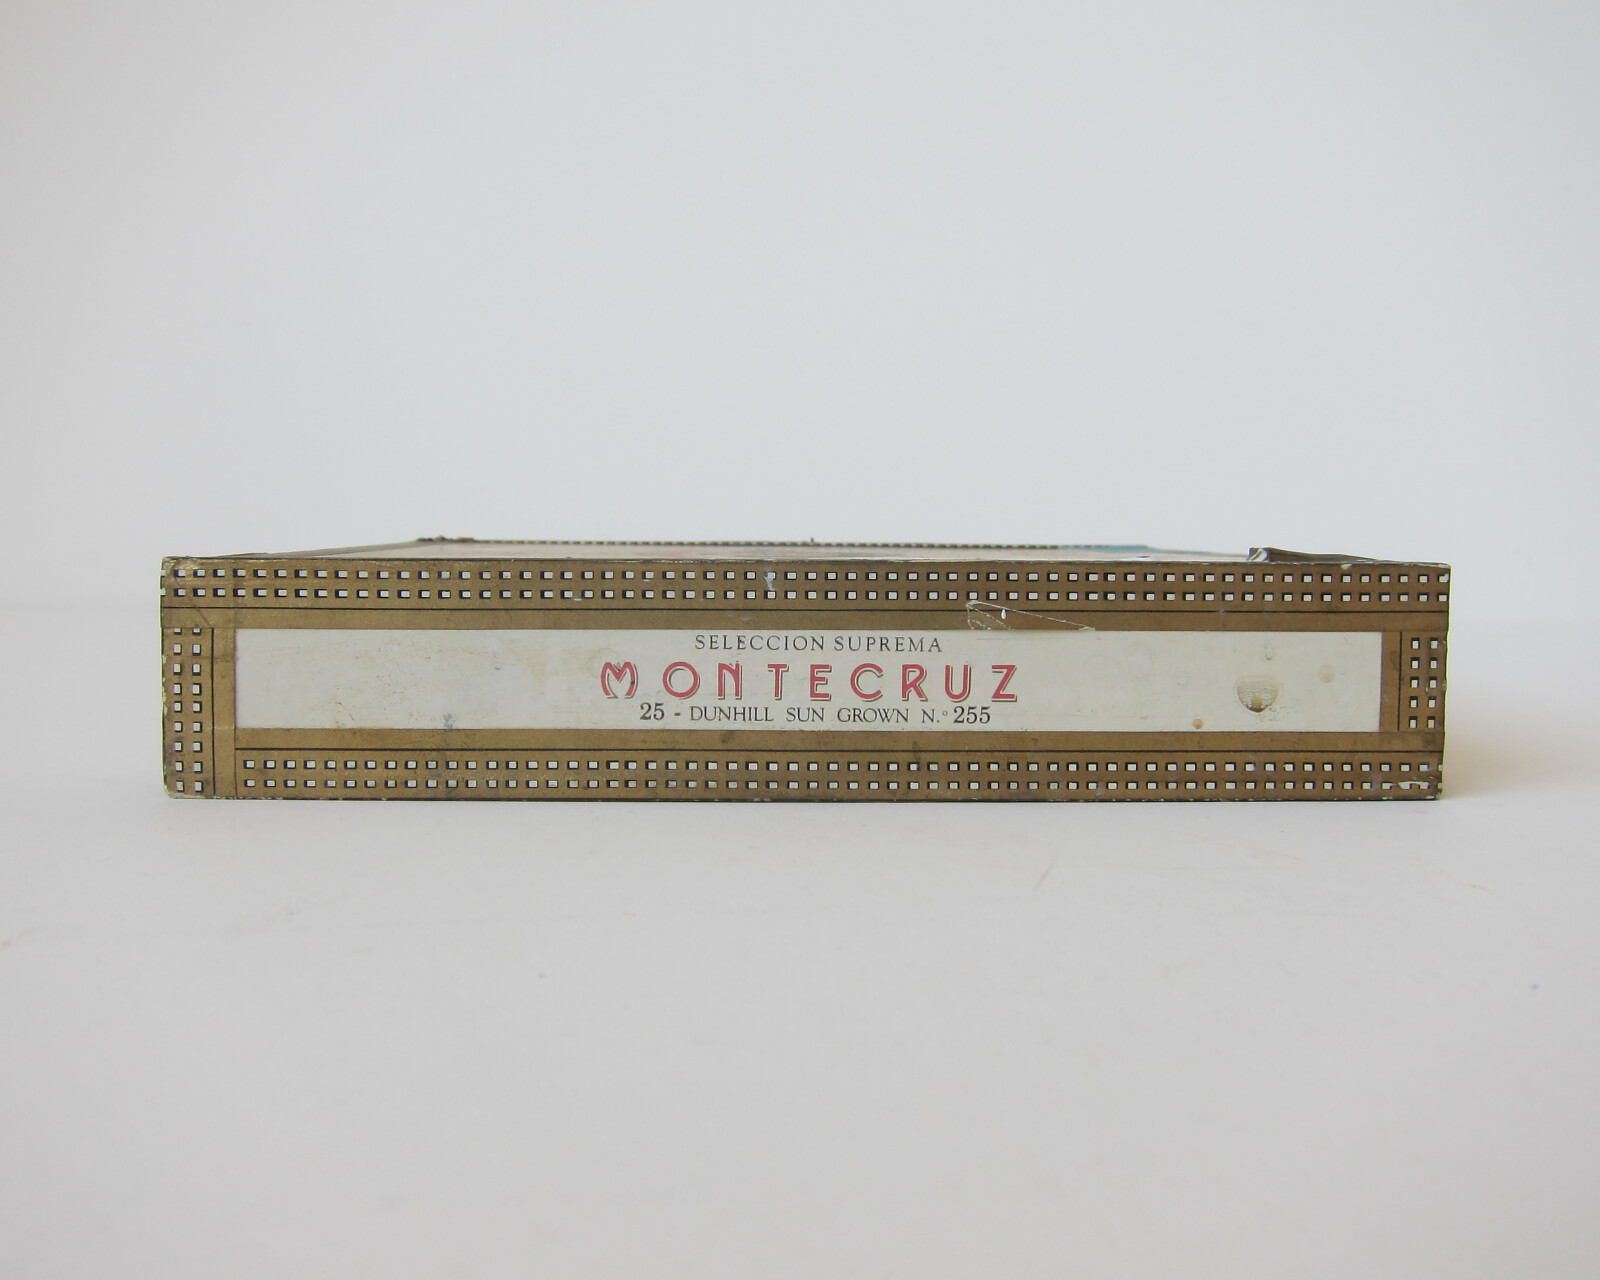 SELECCION SUPREMA
MONTECRUZ
25 - DUNHILL SUN GROWN N.º 255